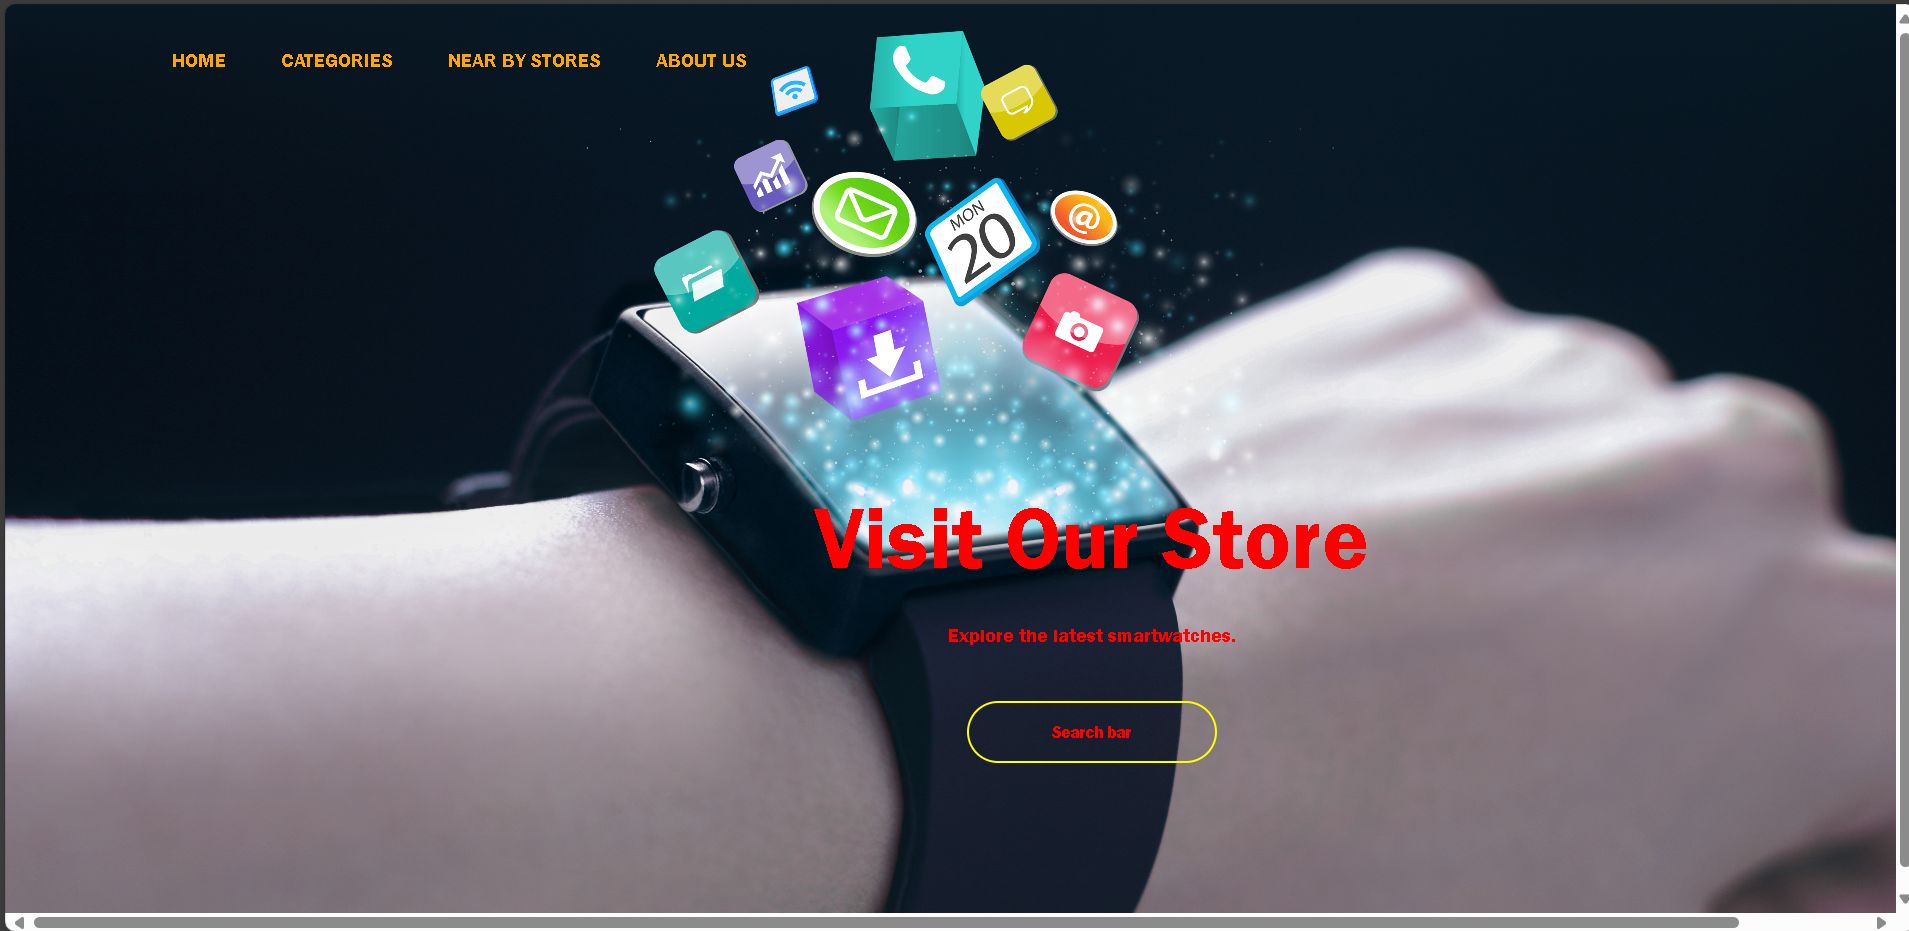 HOME CATEGORIES NEAR BY STORES ABOUT US
MON
20
@
Visit Our Store
Explore the latest smartwatches.
Search bar